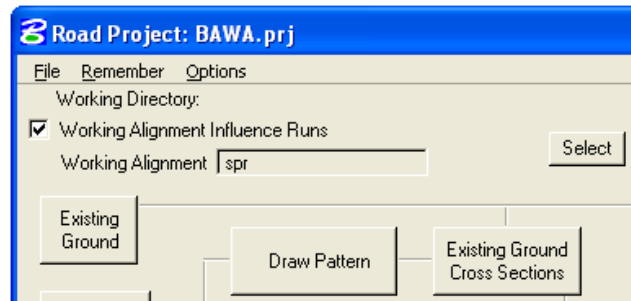 Road Project: BAWA.prj
File Remember Options
Working Directory:
Working Alignment Influence Runs
Working Alignment spr
Select
Existing
Ground
Draw Pattern
Existing Ground
Cross Sections